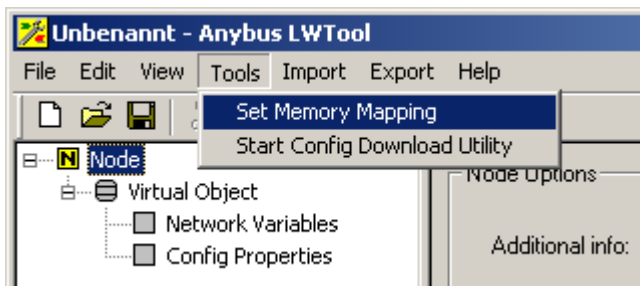 Unbenannt - Anybus LWTool
File Edit View Tools Import Export Help
Set Memory Mapping
Start Config Download Utility
N Node
Node Options
Virtual Object
Network Variables
Config Properties
Additional info: